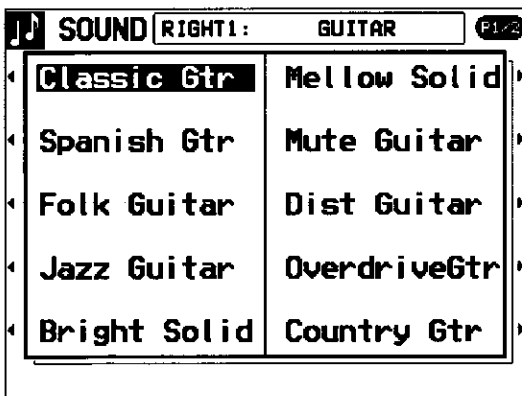 SOUND RIGHT1: GUITAR P1/2
Classic Gtr Mellow Solid
Spanish Gtr Mute Guitar
Folk Guitar Dist Guitar
Jazz Guitar OverdriveGtr
Bright Solid Country Gtr